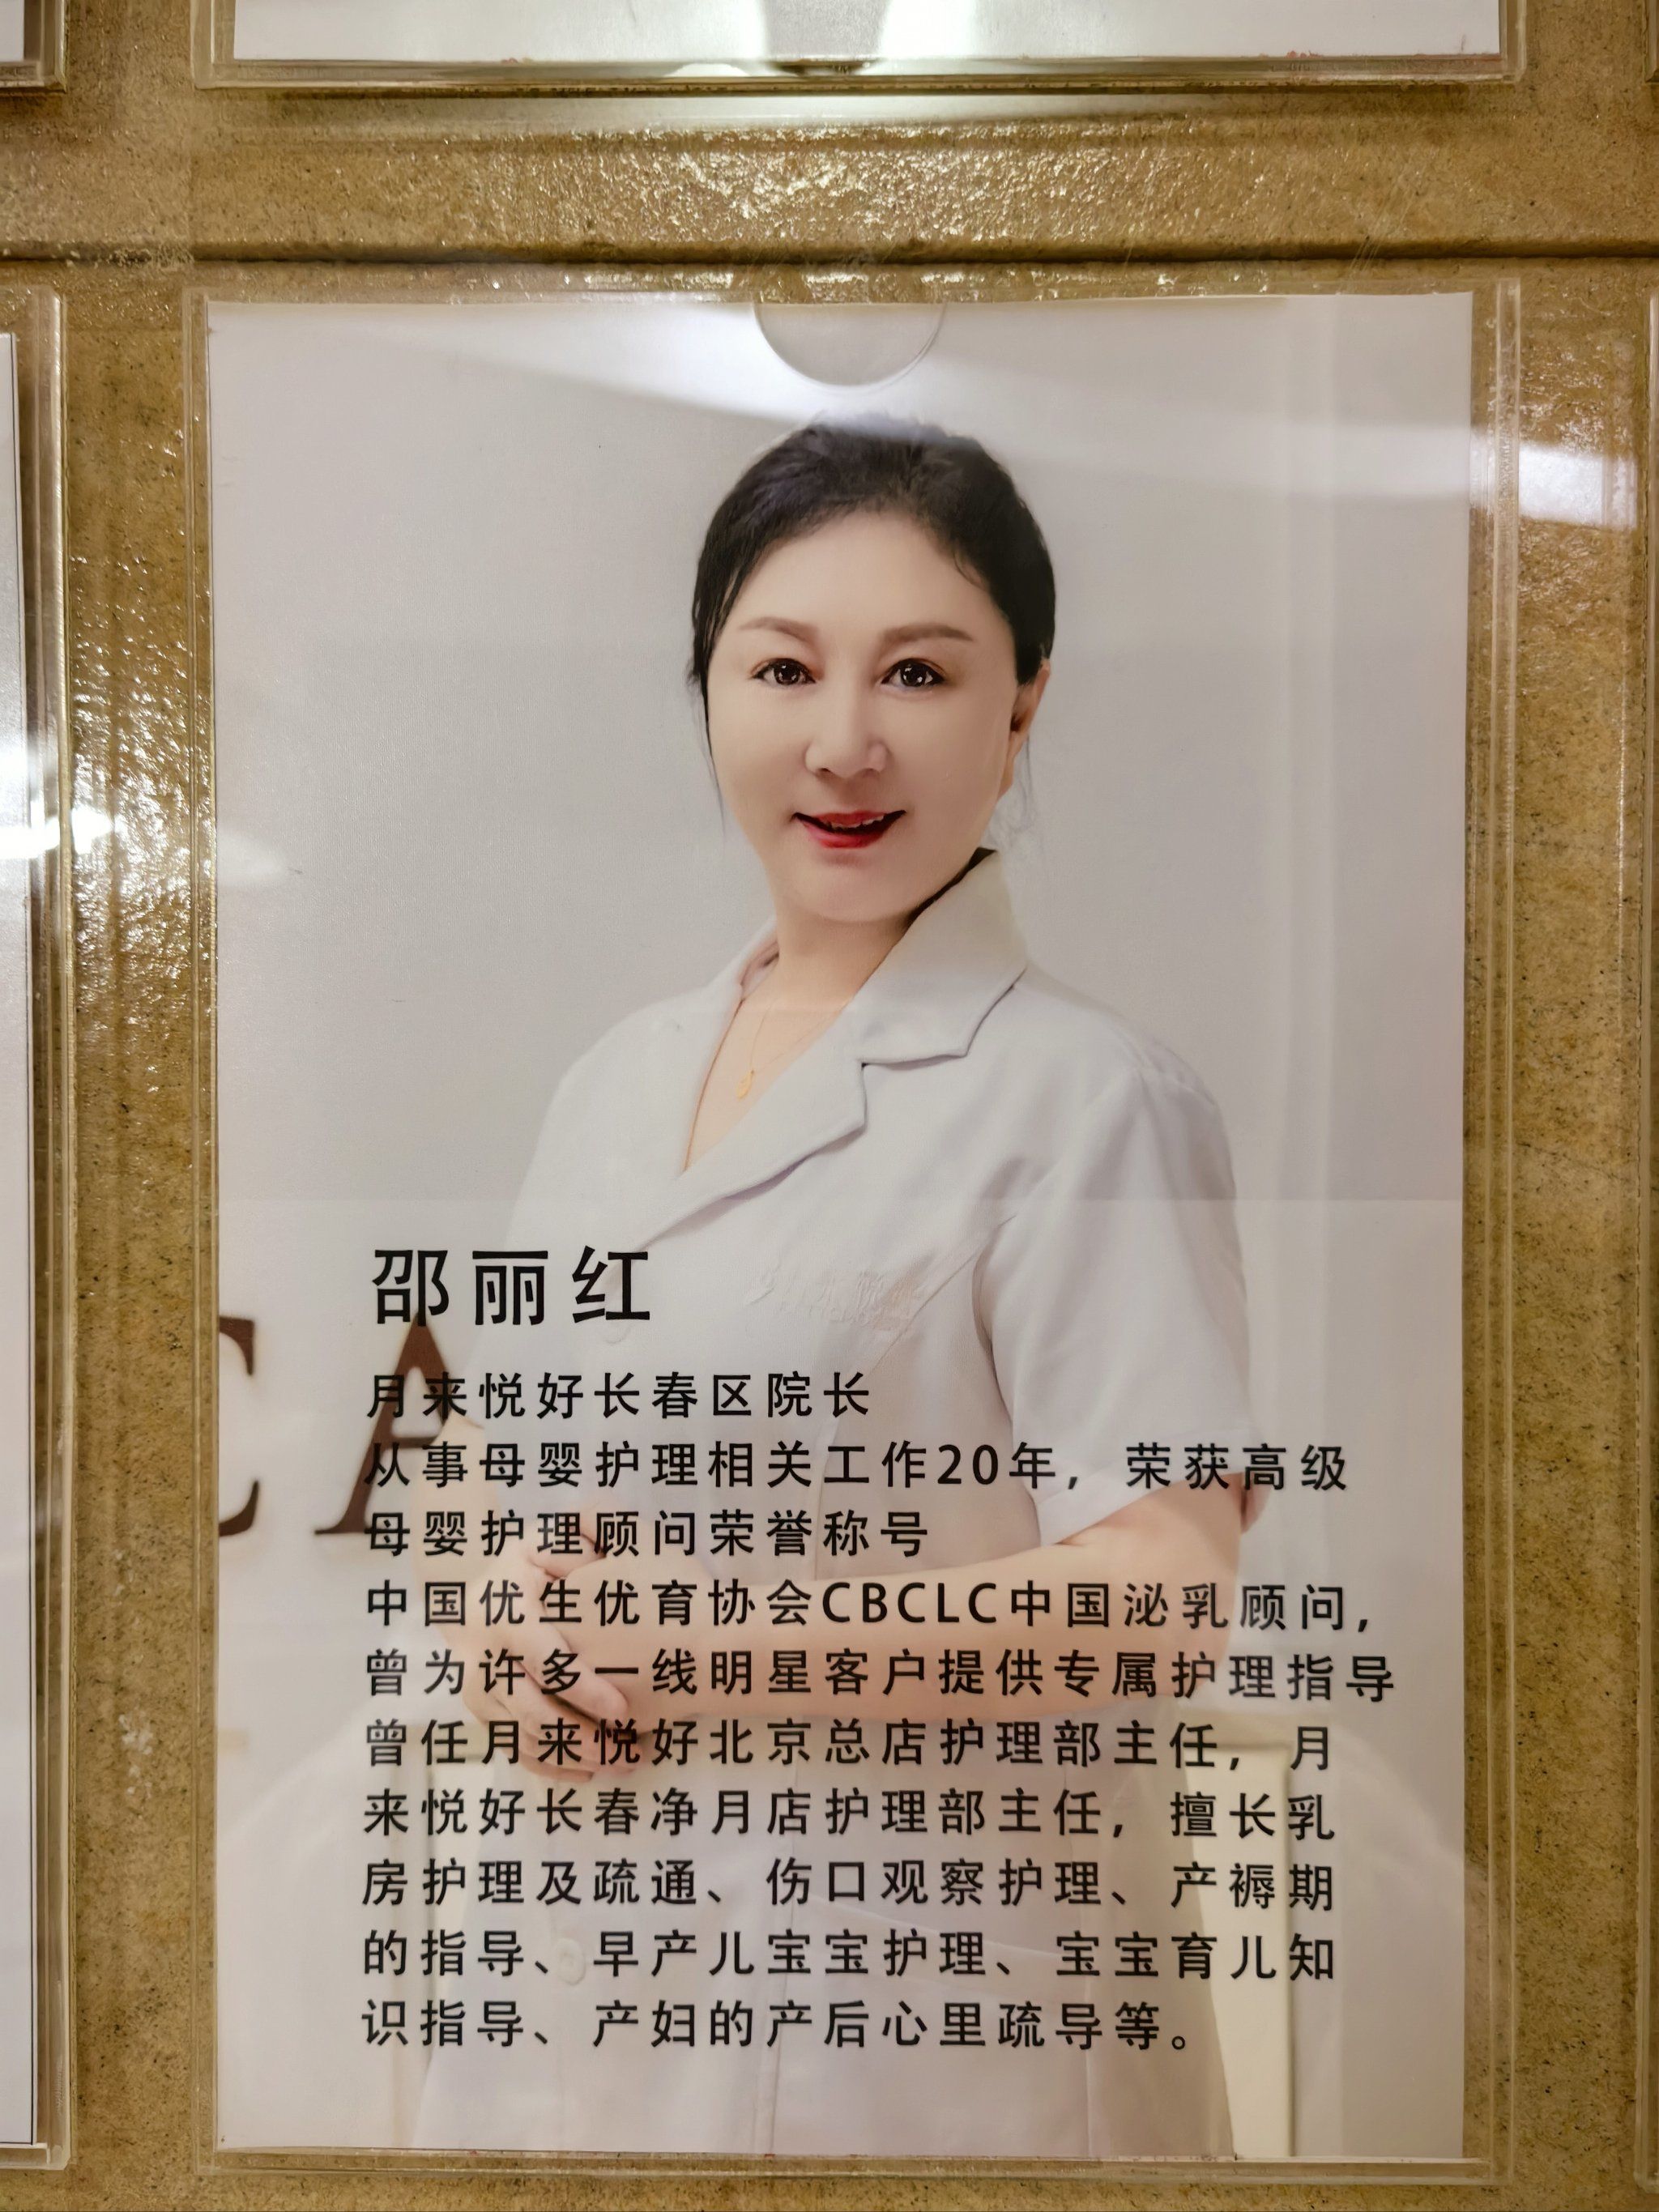 邵丽红
月来悦好长春区院长
从事母婴护理相关工作20年，荣获高级
母婴护理顾问荣誉称号
中国优生优育协会CBCLC中国泌乳顾问，
曾为许多一线明星客户提供专属护理指导
曾任月来悦好北京总店护理部主任，月
来悦好长春净月店护理部主任，擅长乳
房护理及疏通、伤口观察护理、产褥期
的指导、早产儿宝宝护理、宝宝育儿知
识指导、产妇的产后心里疏导等。
EA